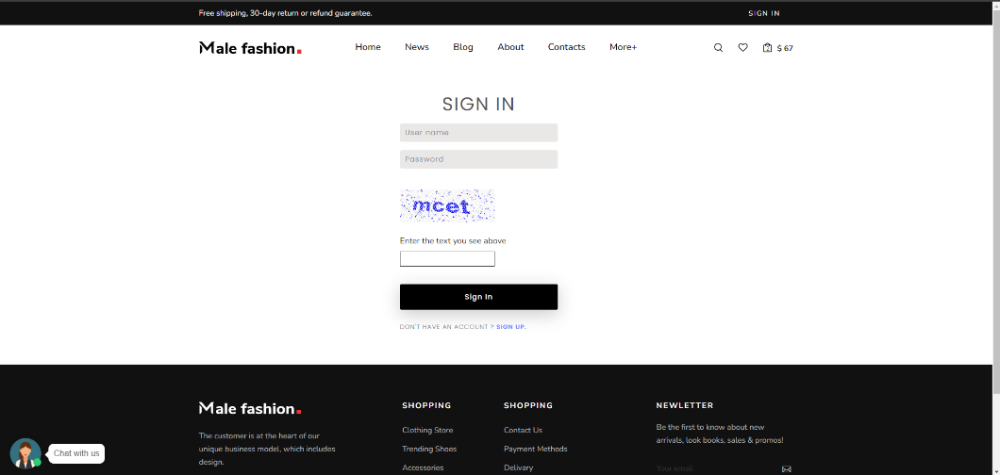 Free shipping, 30-day return or refund guarantee.
SIGN IN
Male fashion.
Home News Blog About Contacts More+
$ 67
SIGN IN
User name
Password
mcet
Enter the text you see above
Sign In
DON'T HAVE AN ACCOUNT ? SIGN UP.
Male fashion.
The customer is at the heart of our
unique business model, which includes
design.
SHOPPING
Clothing Store
Trending Shoes
Accessories
SHOPPING
Contact Us
Payment Methods
Delivery
NEWLETTER
Be the first to know about new
arrivals, look books, sales & promos!
Your email
Chat with us